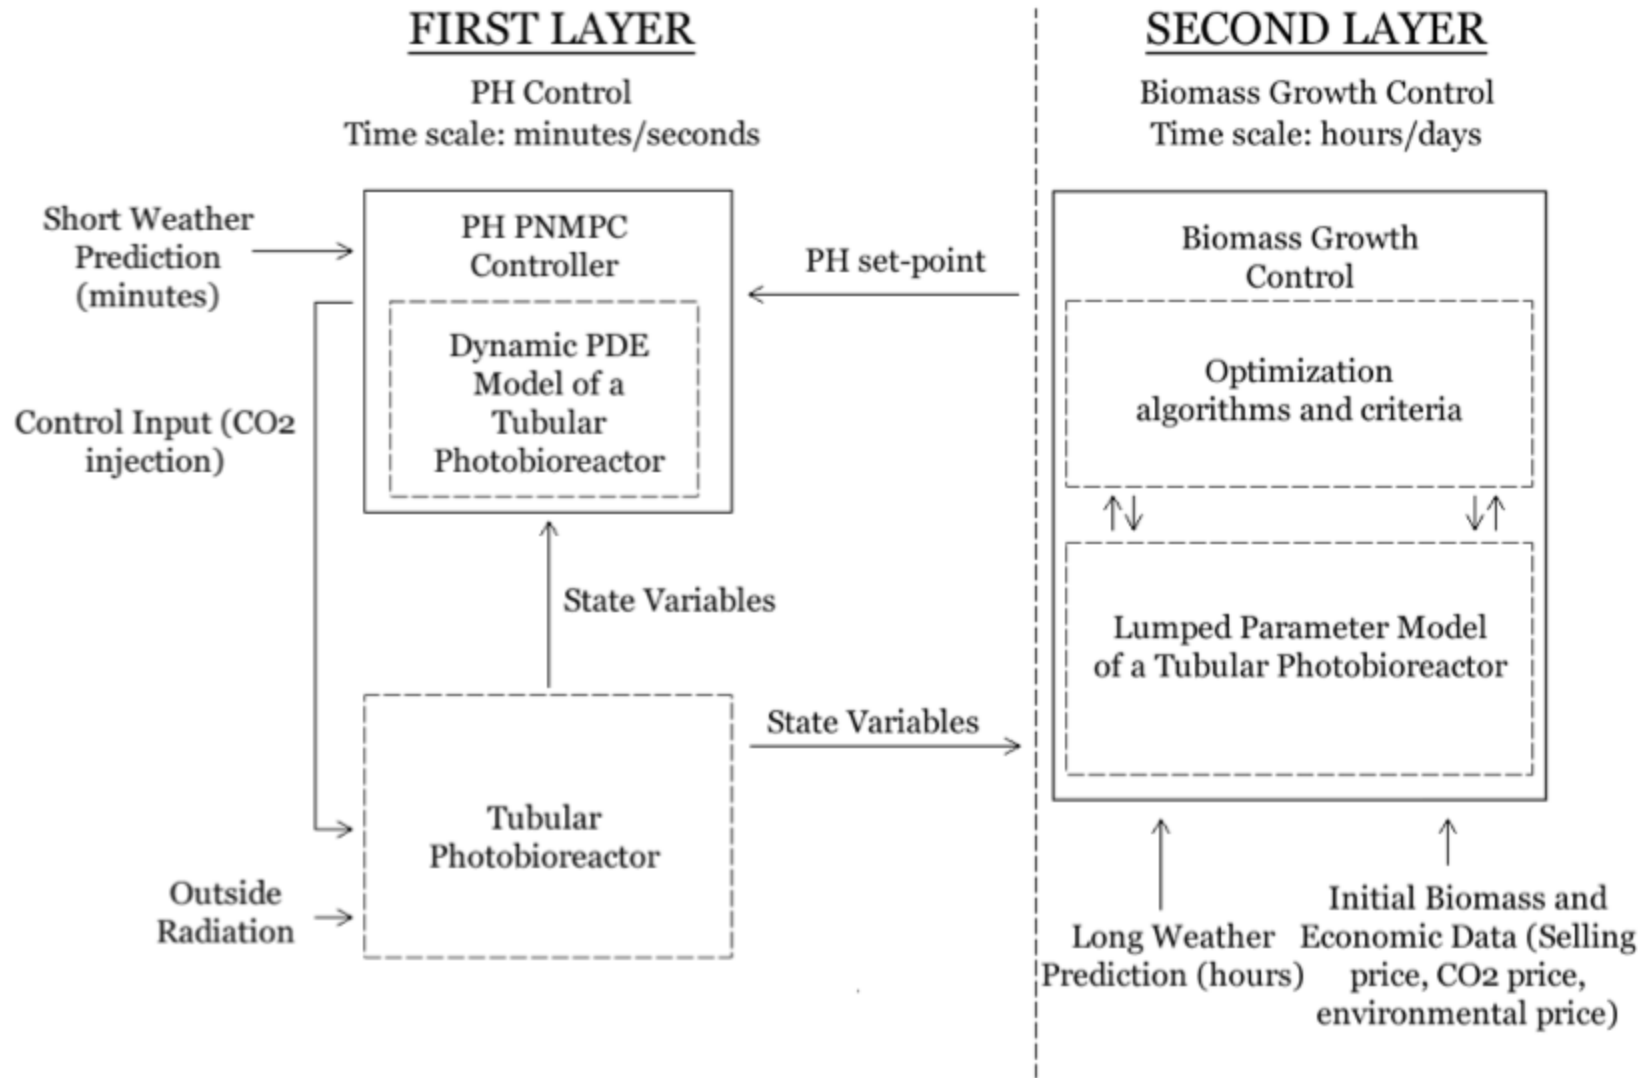 FIRST LAYER
PH Control
Time scale: minutes/seconds
Short Weather
Prediction
(minutes)
PH PNMPC
Controller
Dynamic PDE
Model of a
Tubular
Photobioreactor
Control Input (CO2
injection)
State Variables
Tubular
Photobioreactor
Outside
Radiation
PH set-point
State Variables
SECOND LAYER
Biomass Growth Control
Time scale: hours/days
Biomass Growth
Control
Optimization
algorithms and criteria
Lumped Parameter Model
of a Tubular Photobioreactor
Long Weather
Prediction (hours)
Initial Biomass and
Economic Data (Selling
price, CO2 price,
environmental price)